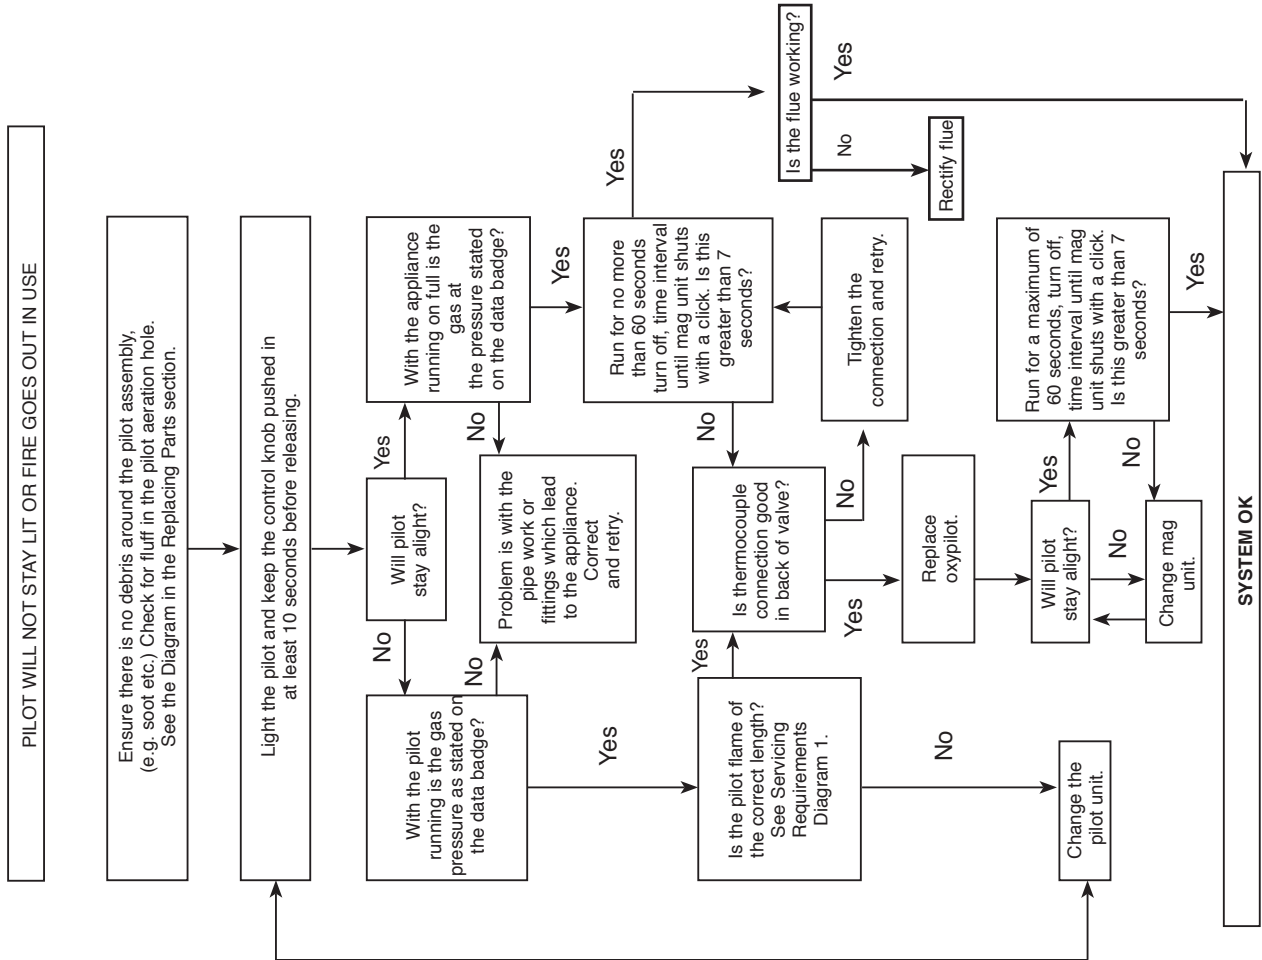 PILOT WILL NOT STAY LIT OR FIRE GOES OUT IN USE
Ensure there is no debris around the pilot assembly,
(e.g. soot etc.) Check for fluff in the pilot aeration hole.
See the Diagram in the Replacing Parts section.
Light the pilot and keep the control knob pushed in
at least 10 seconds before releasing.
Will pilot
stay alight?
No
Yes
With the pilot
running is the gas
pressure as stated on
the data badge?
No
Yes
Problem is with the
pipe work or
fittings which lead
to the appliance.
Correct
and retry.
With the appliance
running on full is the
gas at
the pressure stated
on the data badge?
No
Yes
Is the pilot flame of
the correct length?
See Servicing
Requirements
Diagram 1.
Yes
No
Is thermocouple
connection good
in back of valve?
Yes
No
Run for no more
than 60 seconds
turn off, time interval
until mag unit shuts
with a click. Is this
greater than 7
seconds?
No
Yes
Is the flue working?
No
Yes
Rectify flue
Tighten the
connection and retry.
Replace
oxypilot.
Will pilot
stay alight?
Yes
No
Change mag
unit.
Run for a maximum of
60 seconds, turn off,
time interval until mag
unit shuts with a click.
Is this greater than 7
seconds?
No
Yes
Change the
pilot unit.
SYSTEM OK